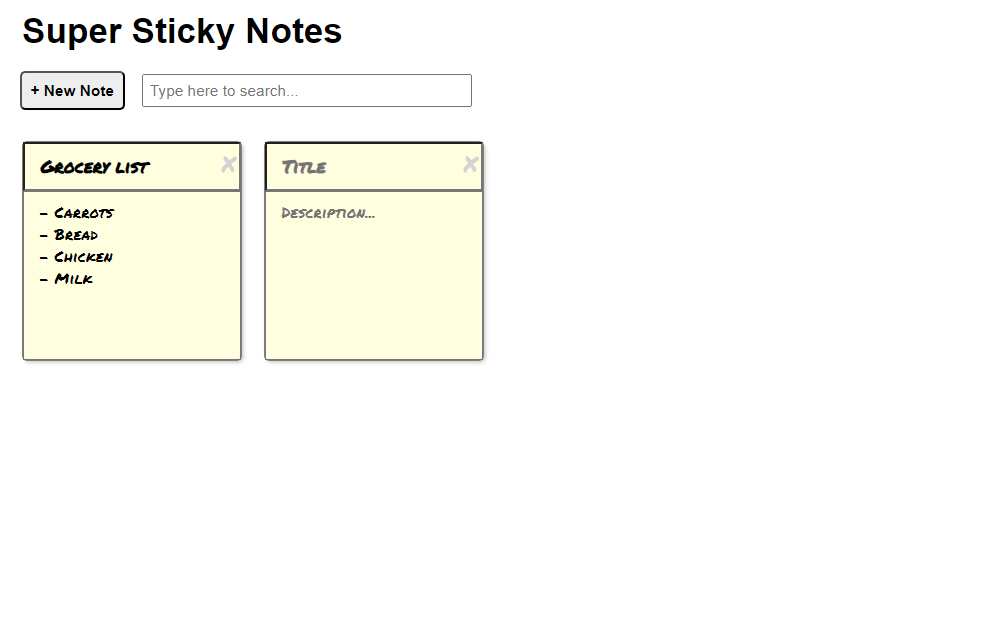 Super Sticky Notes
+ New Note
Type here to search...
Grocery list
- Carrots
- Bread
- Chicken
- Milk
Title
Description...